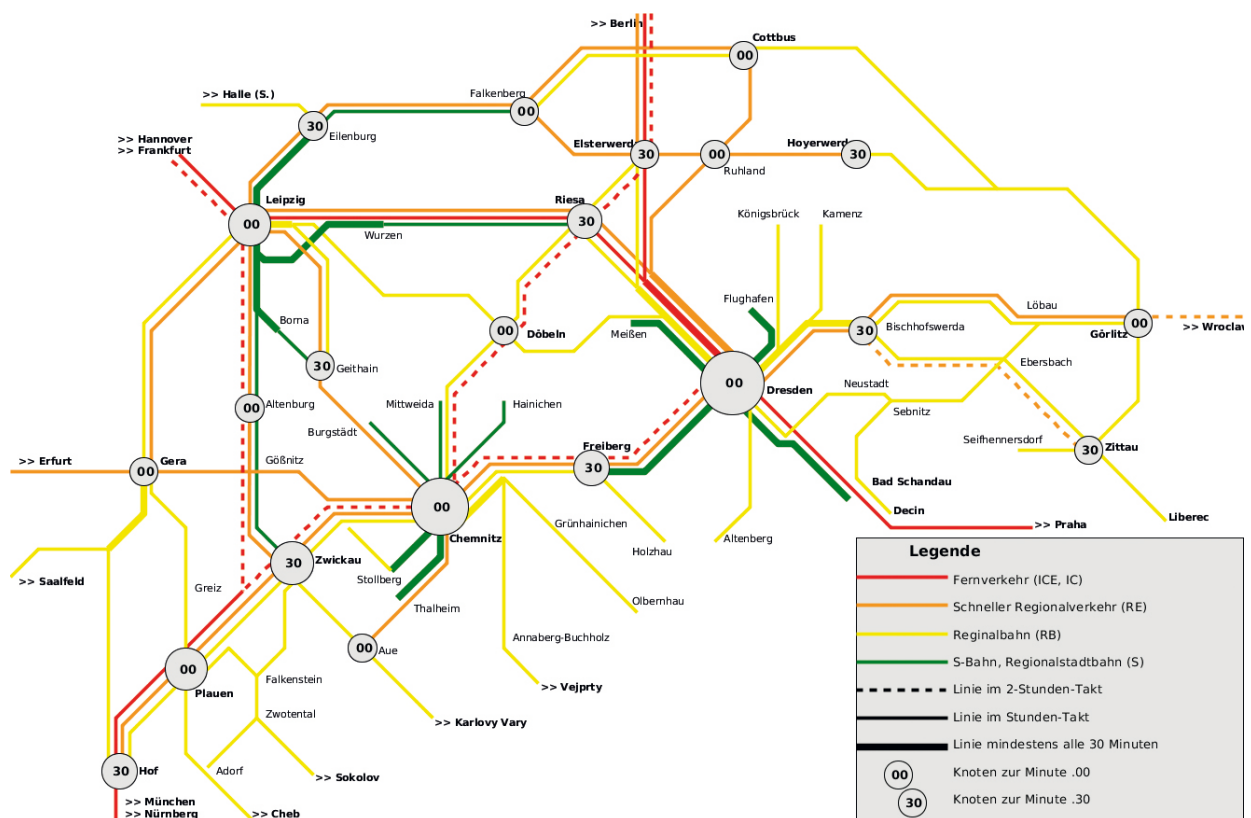 >> Berlin
Cottbus
00
>> Halle (S.)
Falkenberg
00
30
Eilenburg
>> Hannover
>> Frankfurt
Elsterwerd
30
00
Ruhland
Hoyerwerd
30
Leipzig
00
Riesa
30
Wurzen
Königsbrück
Kamenz
Flughafen
Borna
00
Döbeln
Meißen
30
Bischhofswerda
Löbau
00
Görlitz
>> Wroclaw
30
Geithain
Ebersbach
00
Dresden
Neustadt
Sebnitz
00
Altenburg
Mittweida
Hainichen
Burgstädt
Seifhennersdorf
30
Zittau
>> Erfurt
00
Gera
Gößnitz
Freiberg
30
Bad Schandau
Decin
Liberec
00
Chemnitz
Grünhainichen
Holzhau
Altenberg
>> Praha
30
Zwickau
Stollberg
>> Saalfeld
Greiz
Thalheim
Olbernhau
00
Aue
Annaberg-Buchholz
00
Plauen
Falkenstein
>> Vejprty
Zwotental
>> Karlovy Vary
30
Hof
Adorf
>> Sokolov
>> München
>> Nürnberg
>> Cheb
Legende
Fernverkehr (ICE, IC)
Schneller Regionalverkehr (RE)
Reginalbahn (RB)
S-Bahn, Regionalstadtbahn (S)
Linie im 2-Stunden-Takt
Linie im Stunden-Takt
Linie mindestens alle 30 Minuten
00 Knoten zur Minute .00
30 Knoten zur Minute .30